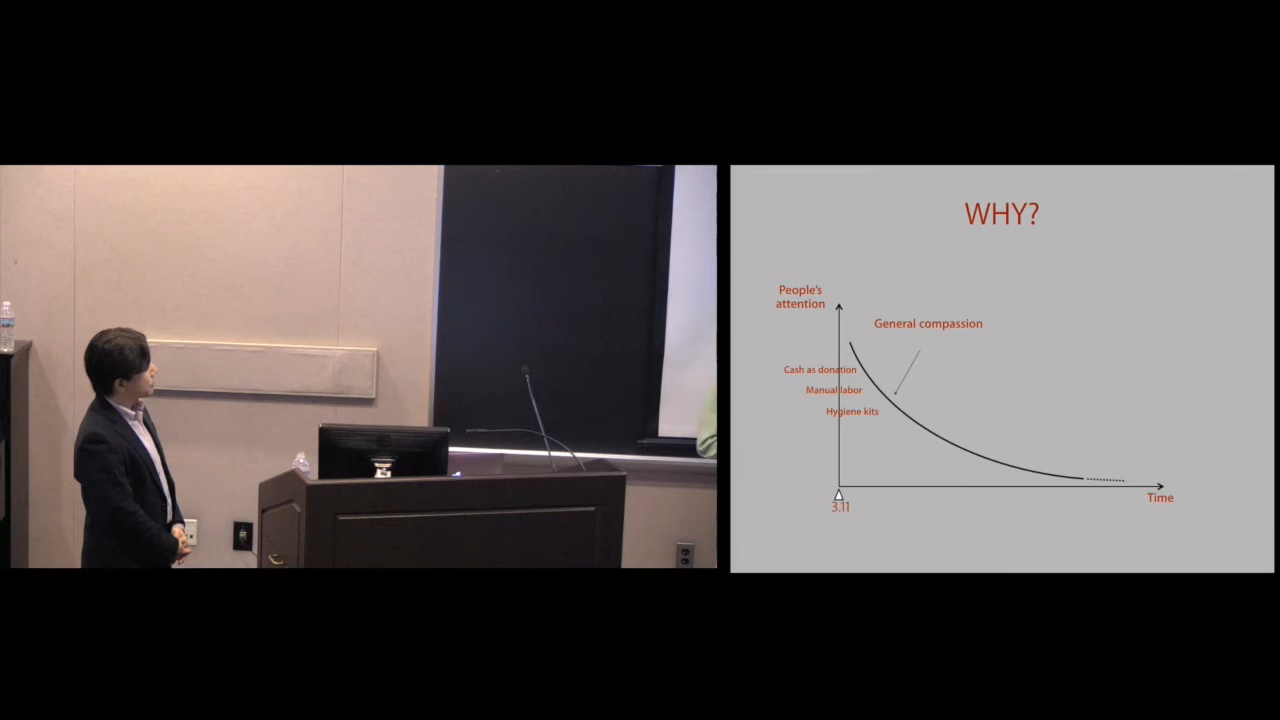 WHY?
People's
attention
General compassion
Cash as donation
Manual labor
Hygiene kits
3.11
Time